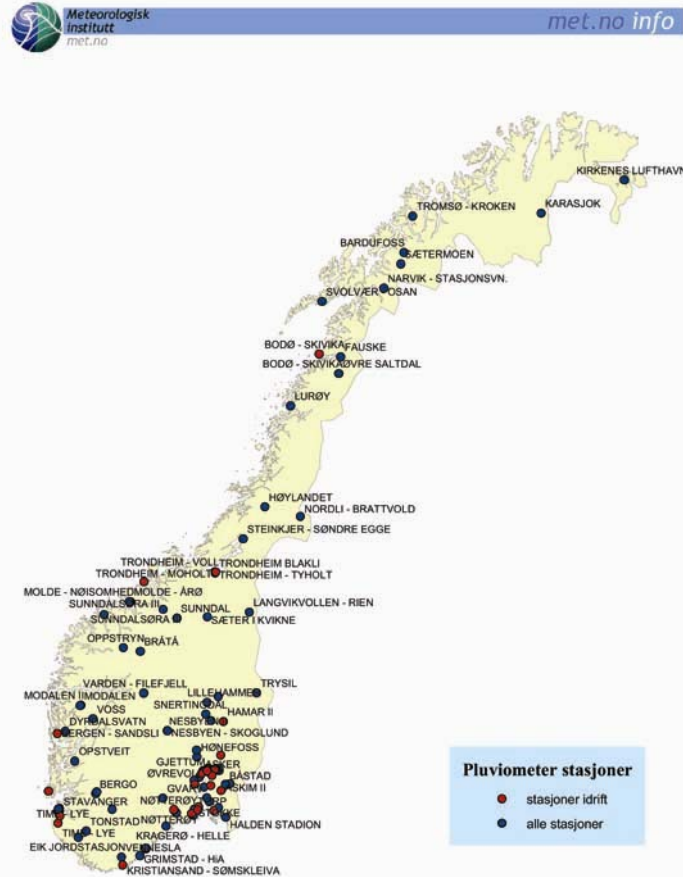 Meteorologisk
institutt
met.no
met.no info
KIRKENES LUFTHAVN
TROMSØ - KROKEN
KARASJOK
BARDUFOSS
SÆTERMOEN
NARVIK - STASJONSVN.
SVOLVÆR - OSAN
BODØ - SKIVIKA
FAUSKE
BODØ - SKIVIKA
ØVRE SALTDAL
LURØY
HØYLANDET
NORDLI - BRATTVOLD
STEINKJER - SØNDRE EGGE
TRONDHEIM - VOLL
TRONDHEIM BLAKLI
TRONDHEIM - MOHOLT
TRONDHEIM - TYHOLT
MOLDE - NØISOMHED
MOLDE - ÅRØ
SUNNDALSØRA III
SUNNDAL
LANGVIKVOLLEN - RIEN
SUNNDALSØRA
SÆTER I KVIKNE
OPPSTRYN
BRÅTÅ
VARDEN - FILEFJELL
LILLEHAMMER
TRYSIL
MODALEN II
MODALEN
SNERTINGDAL
VOSS
HAMAR II
DYRDALSVATN
NESBYEN
BERGEN - SANDSLI
NESBYEN - SKOGLUND
OPSTVEIT
HØNEFOSS
GJETTUM
ASKER
ØVREVOLL
BÅSTAD
BERGO
GVARV
ASKIM II
STAVANGER
NØTTERØY
TIME - LYE
TONSTAD
NØTTERØY
HALDEN STADION
TIME - LYE
KRAGERØ - HELLE
EIK JORDSTASJON
VENNESLA
GRIMSTAD - HiA
KRISTIANSAND - SØMSKLEIVA
Pluviometer stasjoner
stasjoner idrift
alle stasjoner